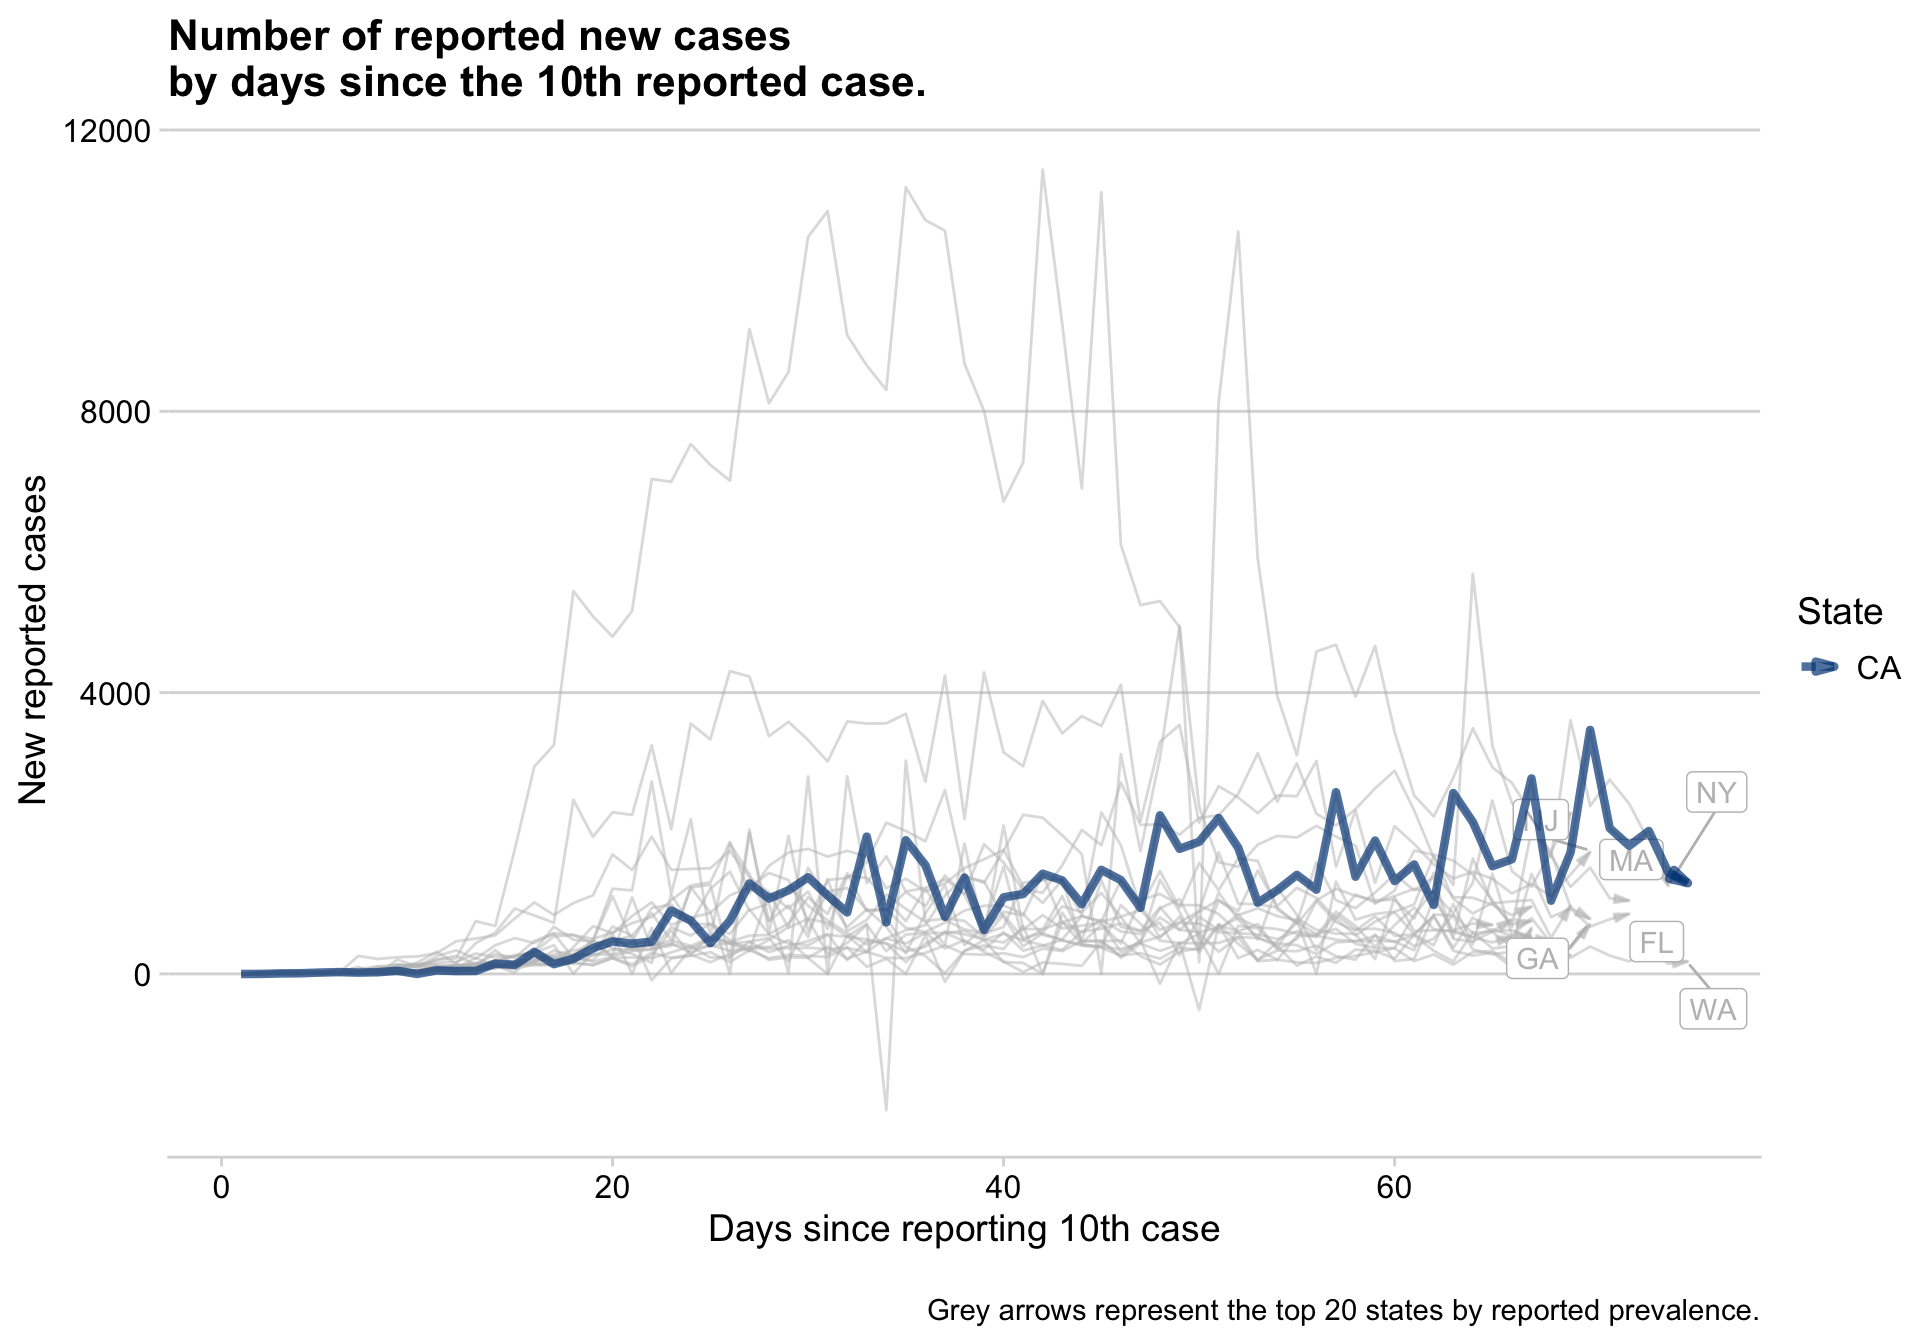 Number of reported new cases
by days since the 10th reported case.
12000
8000
4000
0
New reported cases
NY
NJ
MA
FL
GA
WA
State
CA
0
20
40
60
Days since reporting 10th case
Grey arrows represent the top 20 states by reported prevalence.